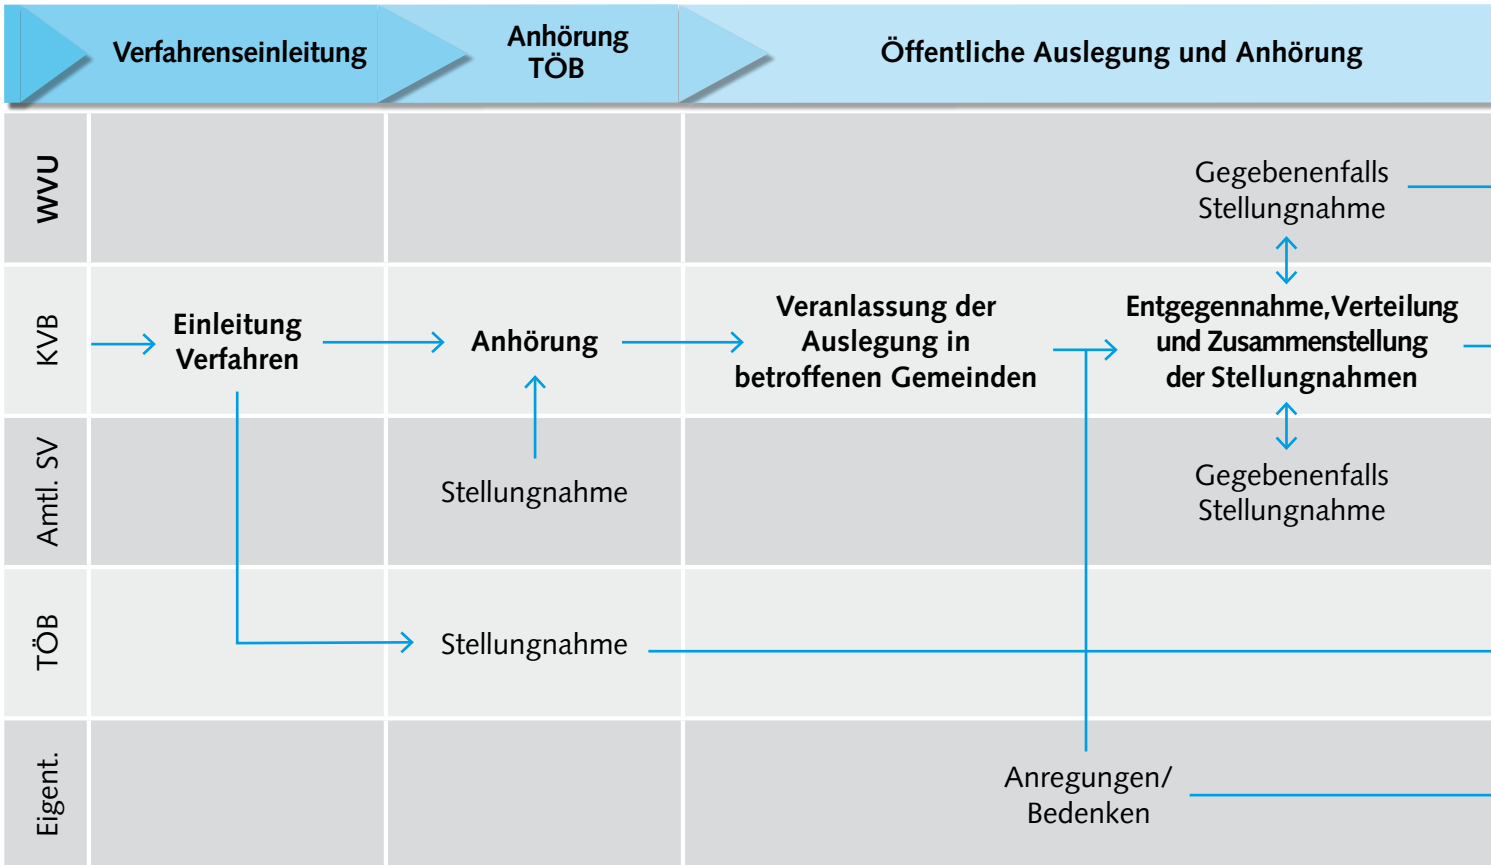 Verfahrenseinleitung
Anhörung
TÖB
Öffentliche Auslegung und Anhörung
WVU
Gegebenenfalls
Stellungnahme
KVB
Einleitung
Verfahren
Anhörung
Veranlassung der
Auslegung in
betroffenen Gemeinden
Entgegennahme, Verteilung
und Zusammenstellung
der Stellungnahmen
Amtl. SV
Stellungnahme
Gegebenenfalls
Stellungnahme
TÖB
Stellungnahme
Eigent.
Anregungen/
Bedenken